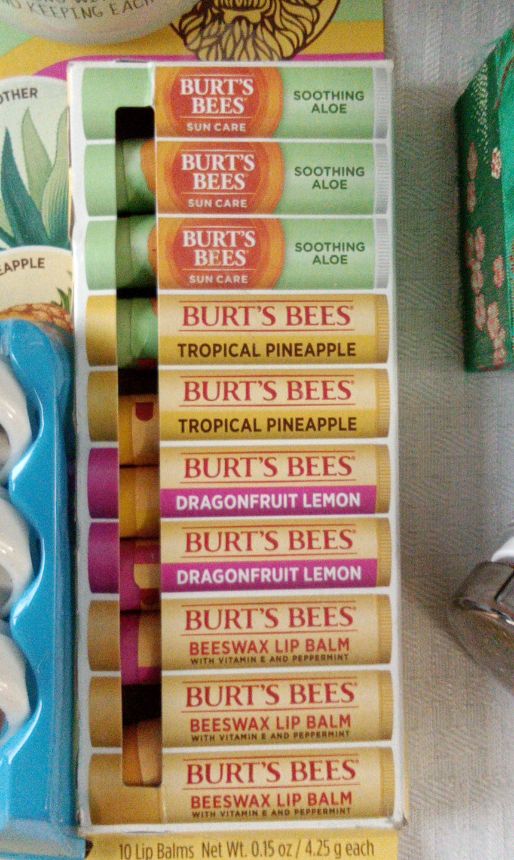 ND KEEPING EACH
OTHER
EAPPLE
BURT'S
BEES
SUN CARE
SOOTHING
ALOE
BURT'S
BEES
SUN CARE
SOOTHING
ALOE
BURT'S
BEES
SUN CARE
SOOTHING
ALOE
BURT'S BEES
TROPICAL PINEAPPLE
BURT'S BEES
TROPICAL PINEAPPLE
BURT'S BEES
DRAGONFRUIT LEMON
BURT'S BEES
DRAGONFRUIT LEMON
BURT'S BEES
BEESWAX LIP BALM
WITH VITAMIN E AND PEPPERMINT
BURT'S BEES
BEESWAX LIP BALM
WITH VITAMIN E AND PEPPERMINT
BURT'S BEES
BEESWAX LIP BALM
WITH VITAMIN E AND PEPPERMINT
10 Lip Balms Net Wt. 0.15 oz / 4.25 g each